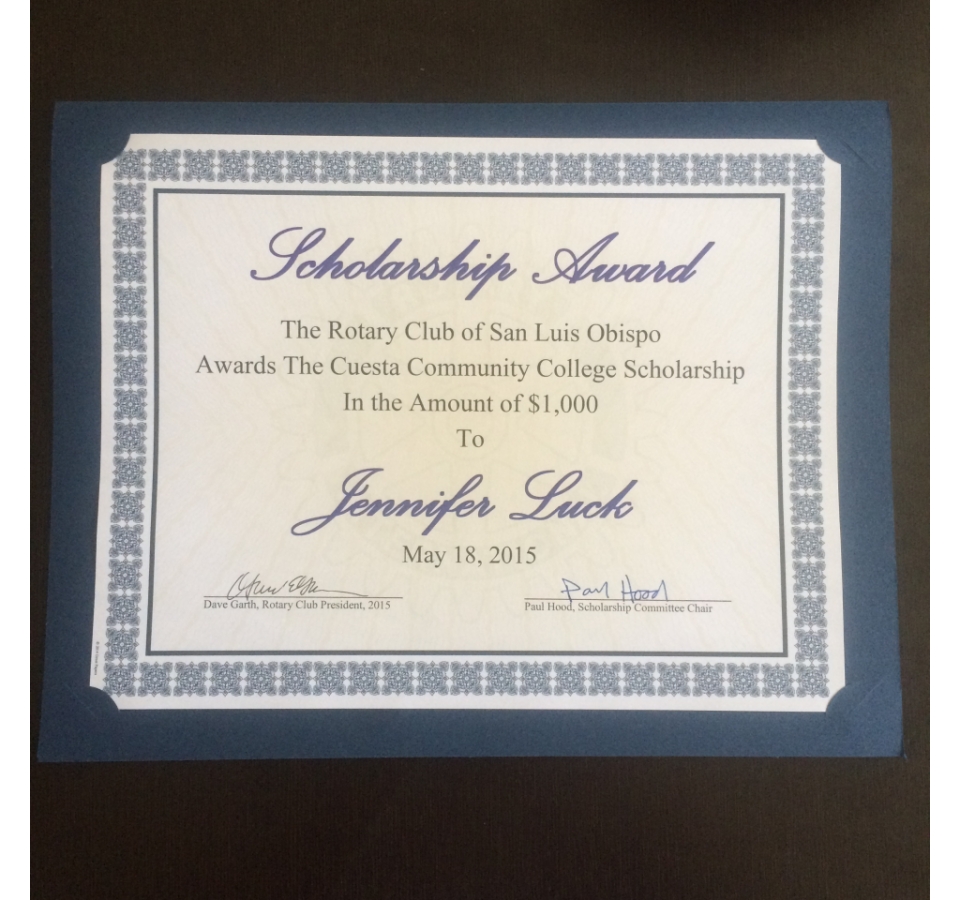 Scholarship Award
The Rotary Club of San Luis Obispo
Awards The Cuesta Community College Scholarship
In the Amount of $1,000
To
Jennifer Luck
May 18, 2015
Paul Hood
Dave Garth, Rotary Club President, 2015
Paul Hood, Scholarship Committee Chair